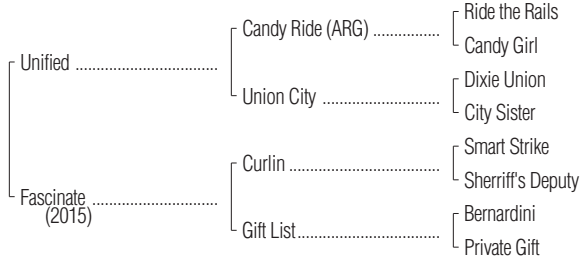 Ride the Rails
Candy Ride (ARG) ................
Candy Girl
Unified .................................
Dixie Union
Union City ............................
City Sister
Smart Strike
Curlin ....................................
Sherriff's Deputy
Fascinate .............................
(2015)
Bernardini
Gift List..................................
Private Gift